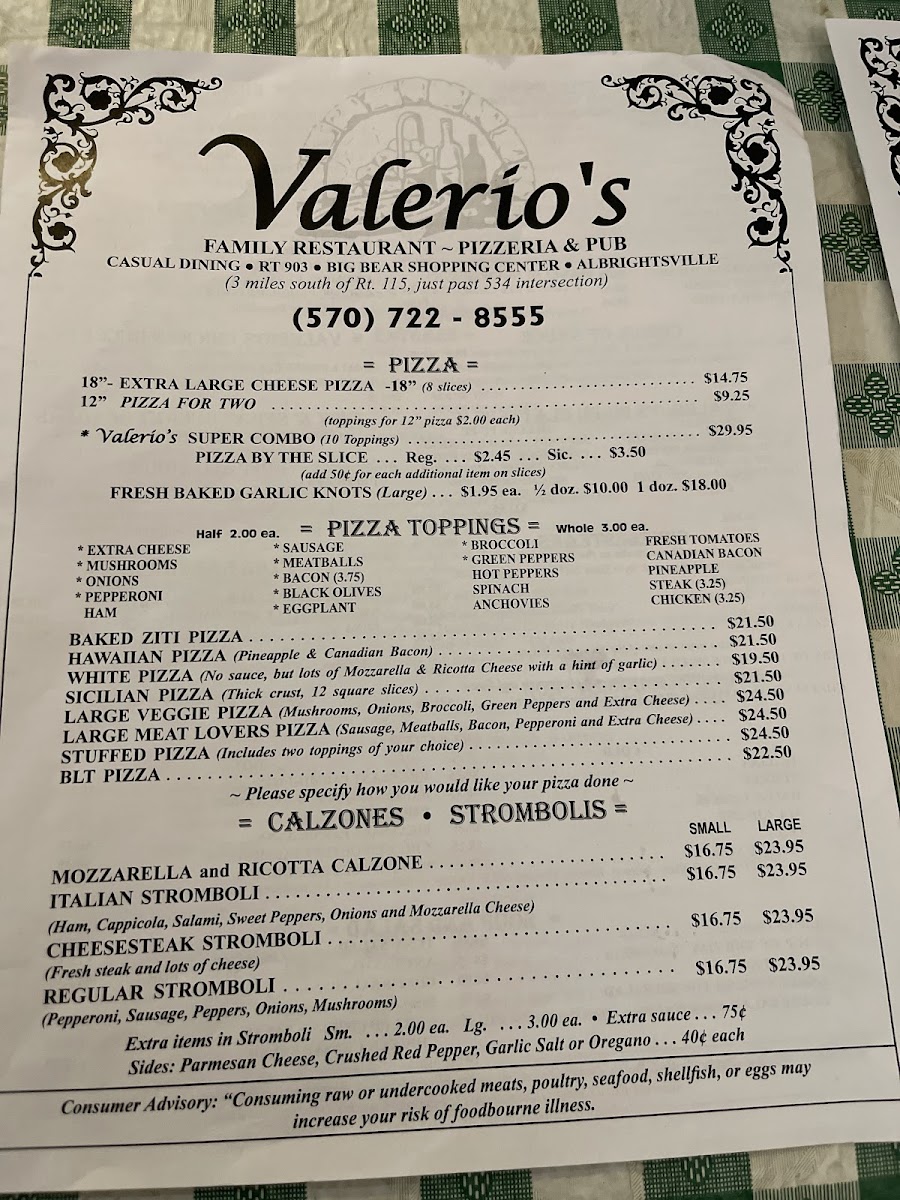 Valerio's
FAMILY RESTAURANT ~ PIZZERIA & PUB
CASUAL DINING • RT 903 • BIG BEAR SHOPPING CENTER • ALBRIGHTSVILLE
(3 miles south of Rt. 115, just past 534 intersection)
(570) 722 - 8555
= PIZZA =
18”- EXTRA LARGE CHEESE PIZZA -18” (8 slices) ........ $14.75
12” PIZZA FOR TWO ........ $9.25
(toppings for 12” pizza $2.00 each)
* Valerio's SUPER COMBO (10 Toppings) ........ $29.95
PIZZA BY THE SLICE ... Reg. .... $2.45 ... Sic. .... $3.50
(add 50¢ for each additional item on slices)
FRESH BAKED GARLIC KNOTS (Large) ... $1.95 ea. ½ doz. $10.00 1 doz. $18.00
Half 2.00 ea. = PIZZA TOPPINGS = Whole 3.00 ea.
* EXTRA CHEESE * SAUSAGE * BROCCOLI FRESH TOMATOES
* MUSHROOMS * MEATBALLS * GREEN PEPPERS CANADIAN BACON
* ONIONS * BACON (3.75) HOT PEPPERS PINEAPPLE
* PEPPERONI * BLACK OLIVES SPINACH STEAK (3.25)
HAM * EGGPLANT ANCHOVIES CHICKEN (3.25)
BAKED ZITI PIZZA ........ $21.50
HAWAIIAN PIZZA (Pineapple & Canadian Bacon) ........ $21.50
WHITE PIZZA (No sauce, but lots of Mozzarella & Ricotta Cheese with a hint of garlic) ....... $19.50
SICILIAN PIZZA (Thick crust, 12 square slices) ........ $21.50
LARGE VEGGIE PIZZA (Mushrooms, Onions, Broccoli, Green Peppers and Extra Cheese) .... $24.50
LARGE MEAT LOVERS PIZZA (Sausage, Meatballs, Bacon, Pepperoni and Extra Cheese) .... $24.50
STUFFED PIZZA (Includes two toppings of your choice) ........ $24.50
BLT PIZZA ........ $22.50
~ Please specify how you would like your pizza done ~
= CALZONES • STROMBOLIS =
SMALL LARGE
MOZZARELLA and RICOTTA CALZONE ........ $16.75 $23.95
ITALIAN STROMBOLI ........ $16.75 $23.95
(Ham, Cappicola, Salami, Sweet Peppers, Onions and Mozzarella Cheese)
CHEESESTEAK STROMBOLI ........ $16.75 $23.95
(Fresh steak and lots of cheese)
REGULAR STROMBOLI ........ $16.75 $23.95
(Pepperoni, Sausage, Peppers, Onions, Mushrooms)
Extra items in Stromboli Sm. ... 2.00 ea. Lg. ... 3.00 ea. • Extra sauce ... 75¢
Sides: Parmesan Cheese, Crushed Red Pepper, Garlic Salt or Oregano ... 40¢ each
Consumer Advisory: “Consuming raw or undercooked meats, poultry, seafood, shellfish, or eggs may
increase your risk of foodbourne illness.